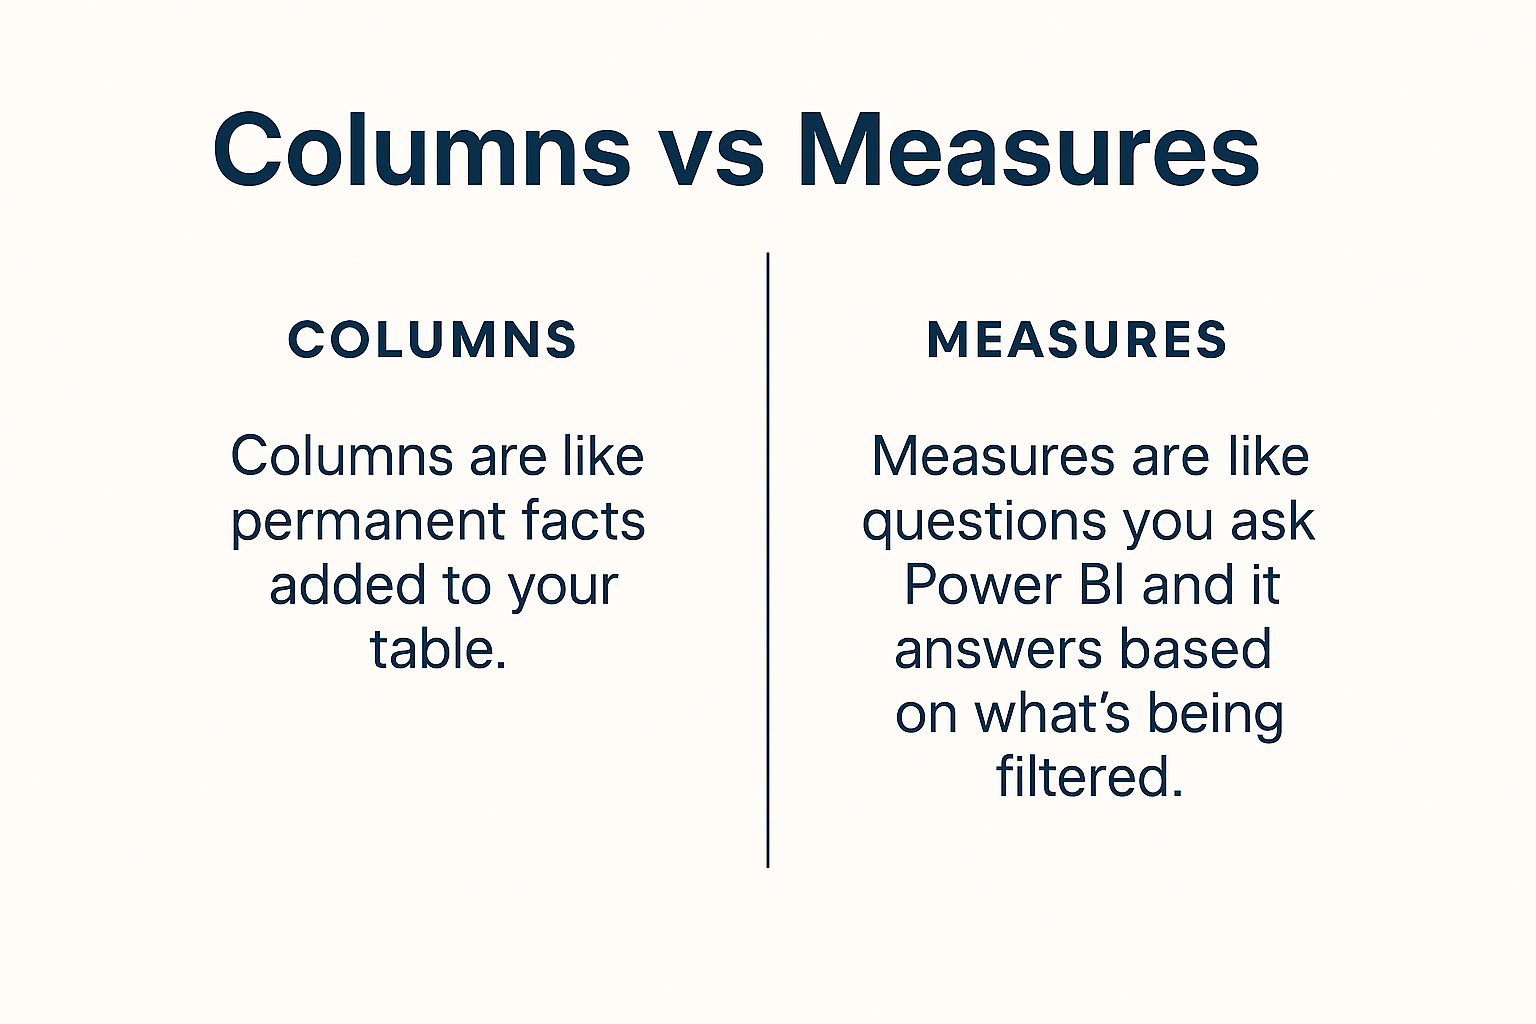 Columns vs Measures
COLUMNS
Columns are like
permanent facts
added to your
table.
MEASURES
Measures are like
questions you ask
Power BI and it
answers based
on what’s being
filtered.